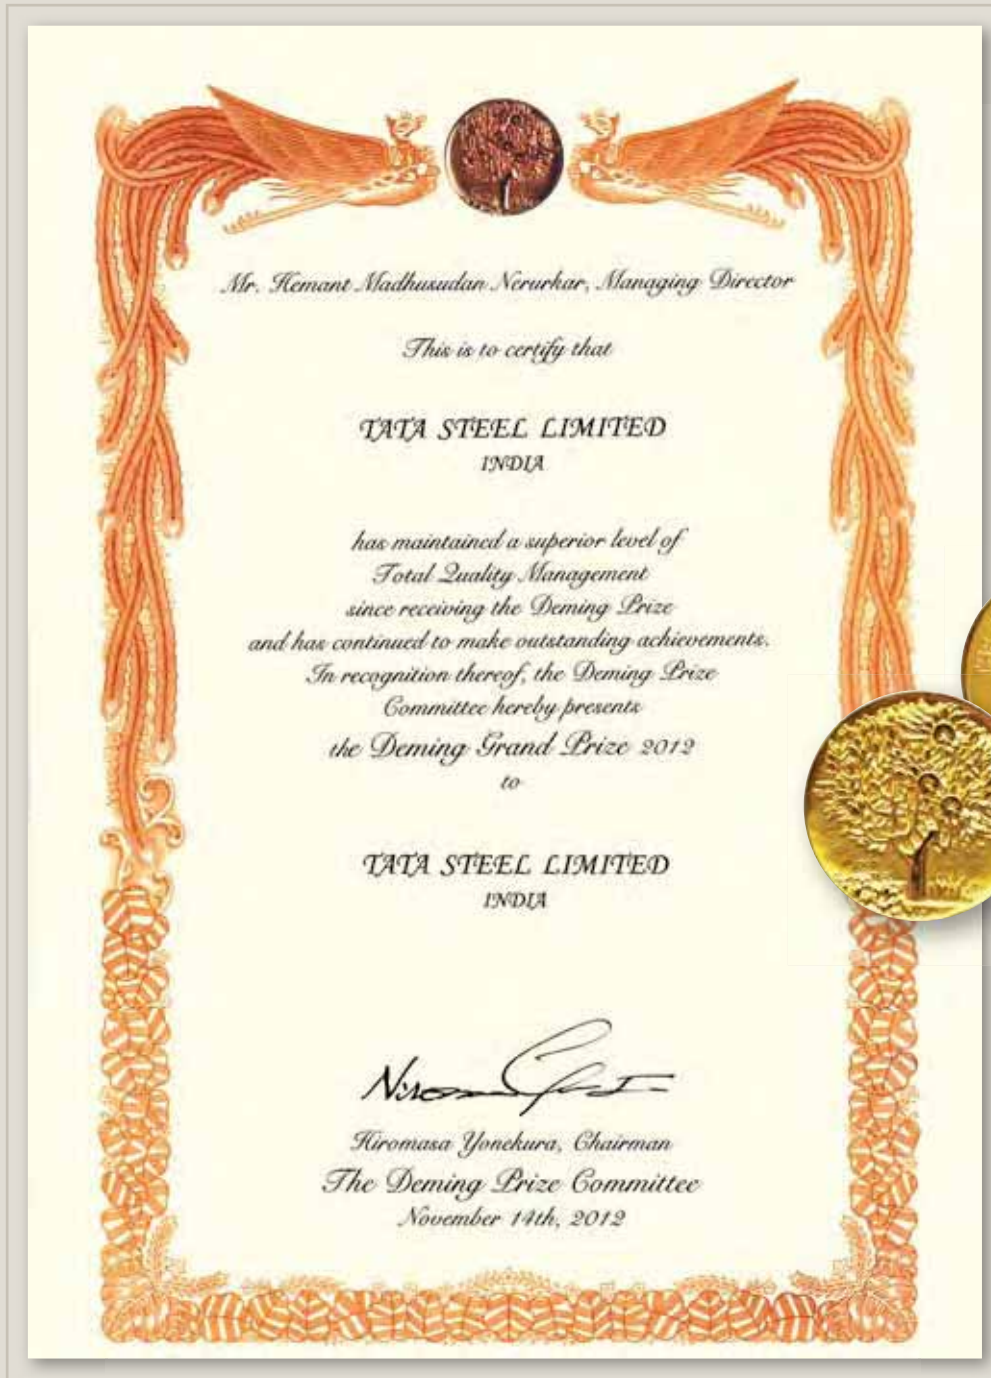 Mr. Hemant Madhusudan Nerurkar, Managing Director
This is to certify that
TATA STEEL LIMITED
INDIA
has maintained a superior level of
Total Quality Management
since receiving the Deming Prize
and has continued to make outstanding achievements.
In recognition thereof, the Deming Prize
Committee hereby presents
the Deming Grand Prize 2012
to
TATA STEEL LIMITED
INDIA
Hiromasa Yonekura, Chairman
The Deming Prize Committee
November 14th, 2012